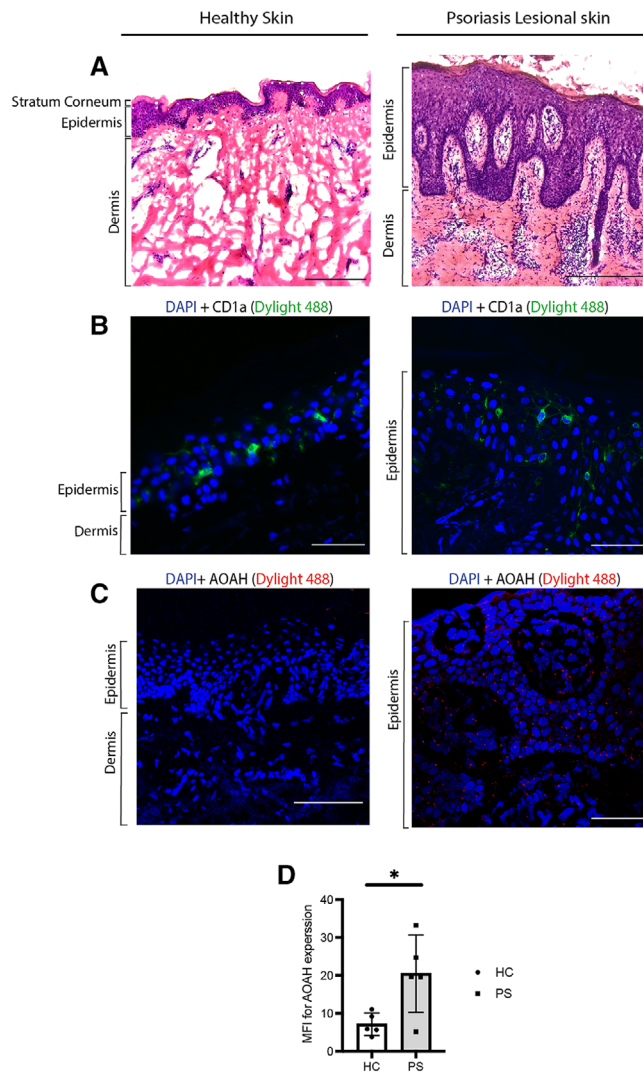 Healthy Skin
Psoriasis Lesional skin
A
Stratum Corneum
Epidermis
Dermis
Epidermis
Dermis
B
DAPI + CD1a (Dylight 488)
DAPI + CD1a (Dylight 488)
Epidermis
Dermis
Epidermis
C
DAPI+ AOAH (Dylight 488)
DAPI + AOAH (Dylight 488)
Epidermis
Dermis
Epidermis
D
*
MFI for AOAH experssion
40
30
20
10
0
HC
PS
HC
PS